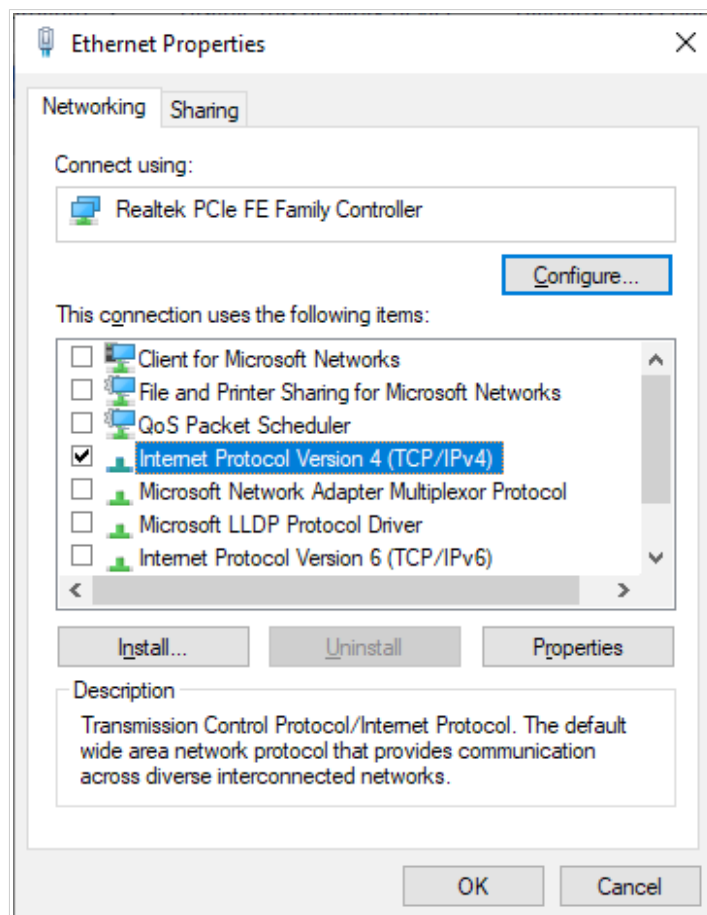 Ethernet Properties
Networking
Sharing
Connect using:
Realtek PCIe FE Family Controller
Configure...
This connection uses the following items:
Client for Microsoft Networks
File and Printer Sharing for Microsoft Networks
QoS Packet Scheduler
Internet Protocol Version 4 (TCP/IPv4)
Microsoft Network Adapter Multiplexor Protocol
Microsoft LLDP Protocol Driver
Internet Protocol Version 6 (TCP/IPv6)
Install...
Uninstall
Properties
Description
Transmission Control Protocol/Internet Protocol. The default
wide area network protocol that provides communication
across diverse interconnected networks.
OK
Cancel